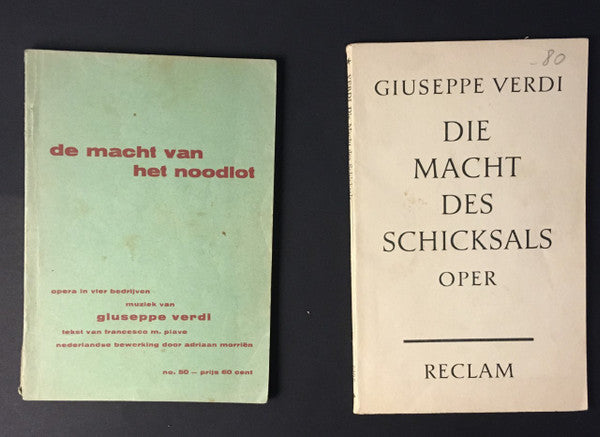 de macht van
het noodlot
opera in vier bedrijven
muziek van
giuseppe verdi
tekst van francesco m. piave
nederlandse bewerking door adriaan morriën
no. 50 — prijs 60 cent
-80
GIUSEPPE VERDI
DIE
MACHT
DES
SCHICKSALS
OPER
RECLAM